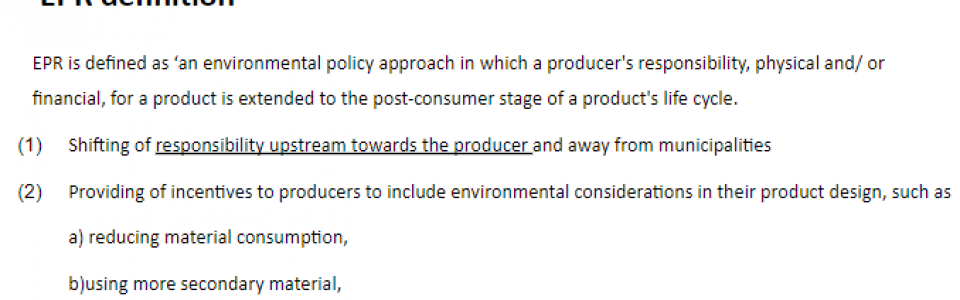 EPR definition
EPR is defined as ‘an environmental policy approach in which a producer's responsibility, physical and/ or
financial, for a product is extended to the post-consumer stage of a product's life cycle.
(1) Shifting of responsibility upstream towards the producer and away from municipalities
(2) Providing of incentives to producers to include environmental considerations in their product design, such as
a) reducing material consumption,
b)using more secondary material,